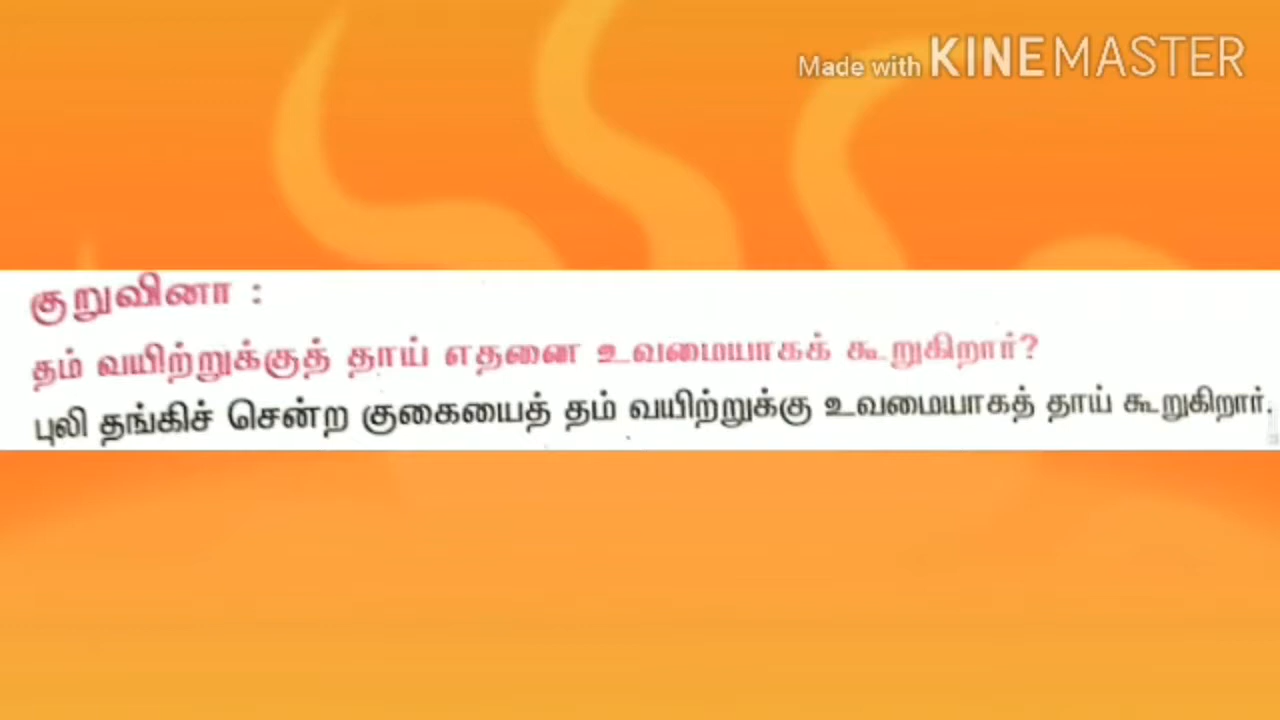 Made with KINEMASTER
குறுவினா :
தம் வயிற்றுக்குத் தாய் எதனை உவமையாகக் கூறுகிறார்?
புலி தங்கிச் சென்ற குகையைத் தம் வயிற்றுக்கு உவமையாகத் தாய் கூறுகிறார்.